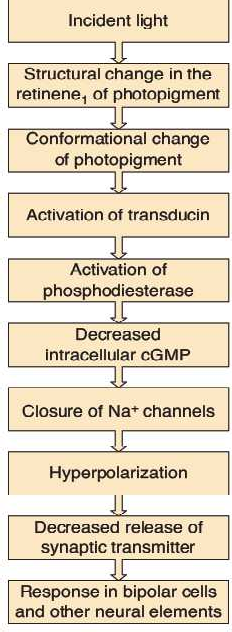 Incident light
Structural change in the
retinene₁ of photopigment
Conformational change
of photopigment
Activation of transducin
Activation of
phosphodiesterase
Decreased
intracellular cGMP
Closure of Na⁺ channels
Hyperpolarization
Decreased release of
synaptic transmitter
Response in bipolar cells
and other neural elements